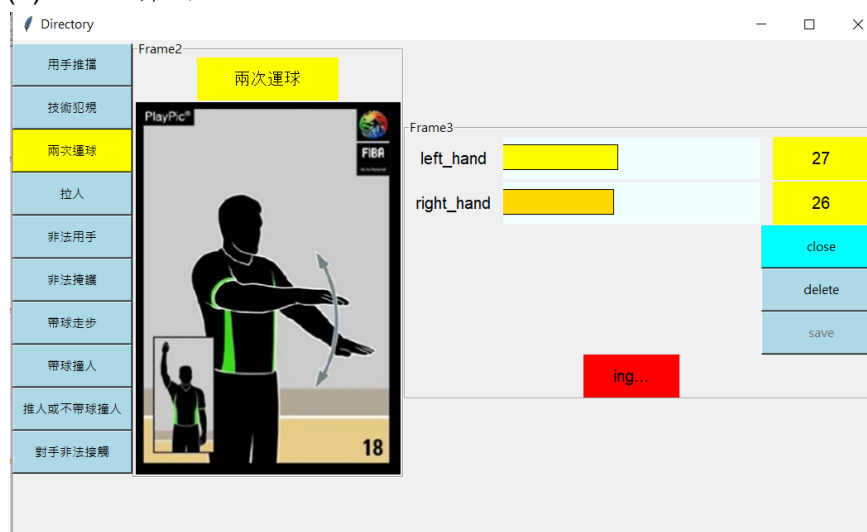 Directory
用手推擋
技術犯規
兩次運球
拉人
非法用手
非法掩護
帶球走步
帶球撞人
推人或不帶球撞人
對手非法接觸
Frame2
兩次運球
PlayPic®
FIBA
18
Frame3
left_hand
27
right_hand
26
close
delete
save
ing...